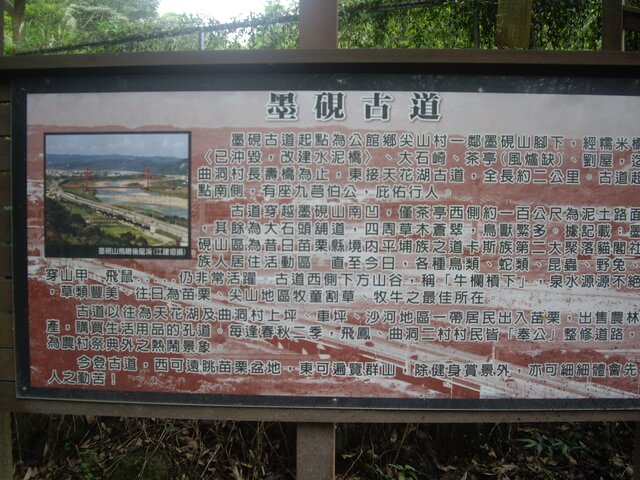 墨硯古道
墨硯古道起點為公館鄉尖山村一鄰墨硯山腳下，經糯米橋
〈已沖毀，改建水泥橋〉、大石崎、茶亭(風爐缺)、劉屋，
曲洞村長壽橋為止，東接天花湖古道，全長約二公里。古道起
點南側，有座九芎伯公，庇佑行人。
古道穿越墨硯山南凹，僅茶亭西側約一百公尺為泥土路面
，其餘為大石頭舖道，四周草木蒼翠，鳥獸繁多。據記載：墨
硯山區為昔日苗栗縣境內平埔族之道卡斯族第二大聚落貓閣社
族人居住活動區，直至今日，各種鳥類、蛇類、昆蟲、野兔、
穿山甲、飛鼠……仍非常活躍。古道西側下方山谷，稱「牛欄楨下」，泉水源源不絕
，草類豐美、往日為苗栗、尖山地區牧童割草、牧牛之最佳所在。
古道以往為天花湖及曲洞村上坪、車坪、沙河地區一帶居民出入苗栗，出售農林
產，購買生活用品的孔道。每逢春秋二季，飛鳳、曲洞二村村民皆「奉公」整修道路，
為農村祭典外之熱鬧景象。
今登古道，西可遠眺苗栗盆地，東可遍覽群山，除健身賞景外，亦可細細體會先
人之勤苦！
墨硯山鳥瞰後龍溪(江建垣攝)